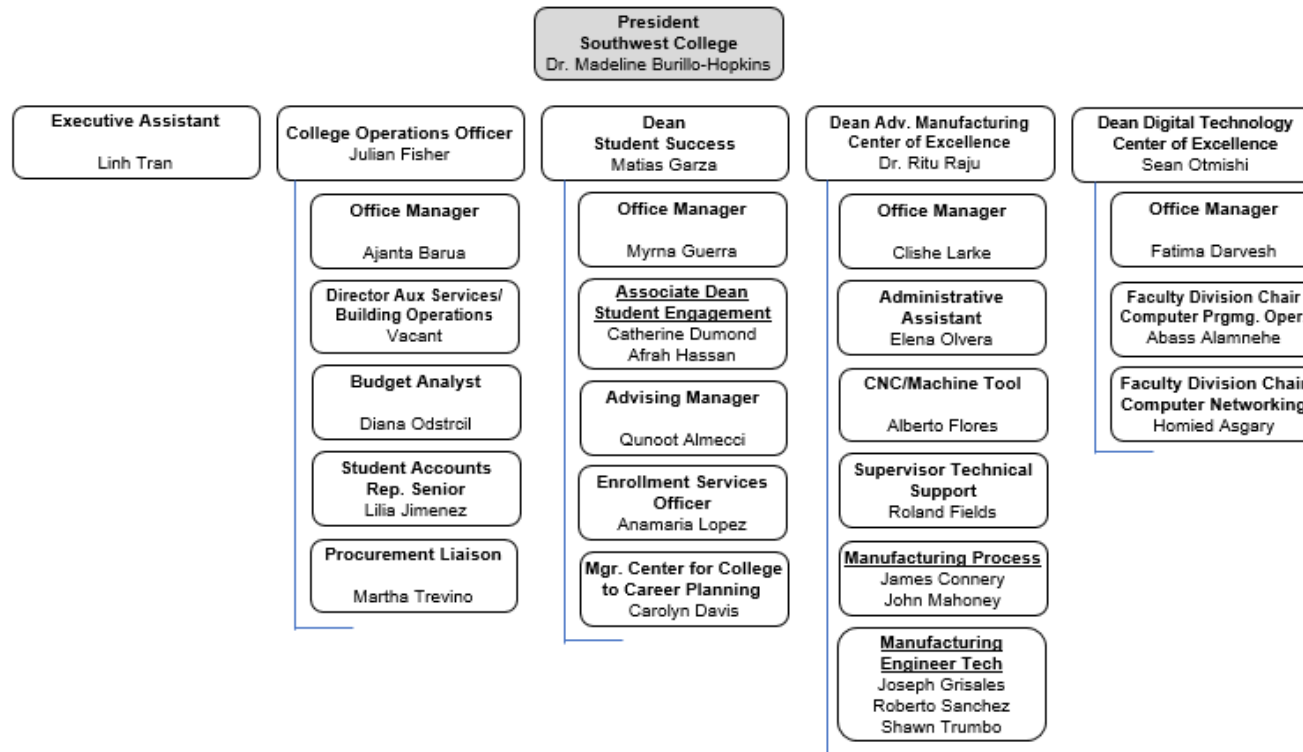 President
Southwest College
Dr. Madeline Burillo-Hopkins
Executive Assistant
Linh Tran
College Operations Officer
Julian Fisher
Office Manager
Ajanta Barua
Director Aux Services/
Building Operations
Vacant
Budget Analyst
Diana Odstrcil
Student Accounts
Rep. Senior
Lilia Jimenez
Procurement Liaison
Martha Trevino
Dean
Student Success
Matias Garza
Office Manager
Myrna Guerra
Associate Dean
Student Engagement
Catherine Dumond
Afrah Hassan
Advising Manager
Qunoot Almecci
Enrollment Services
Officer
Anamaria Lopez
Mgr. Center for College
to Career Planning
Carolyn Davis
Dean Adv. Manufacturing
Center of Excellence
Dr. Ritu Raju
Office Manager
Clishe Larke
Administrative
Assistant
Elena Olvera
CNC/Machine Tool
Alberto Flores
Supervisor Technical
Support
Roland Fields
Manufacturing Process
James Connery
John Mahoney
Manufacturing
Engineer Tech
Joseph Grisales
Roberto Sanchez
Shawn Trumbo
Dean Digital Technology
Center of Excellence
Sean Otmishi
Office Manager
Fatima Darvesh
Faculty Division Chair
Computer Prgmg. Oper
Abass Alamnehe
Faculty Division Chair
Computer Networking
Homied Asgary